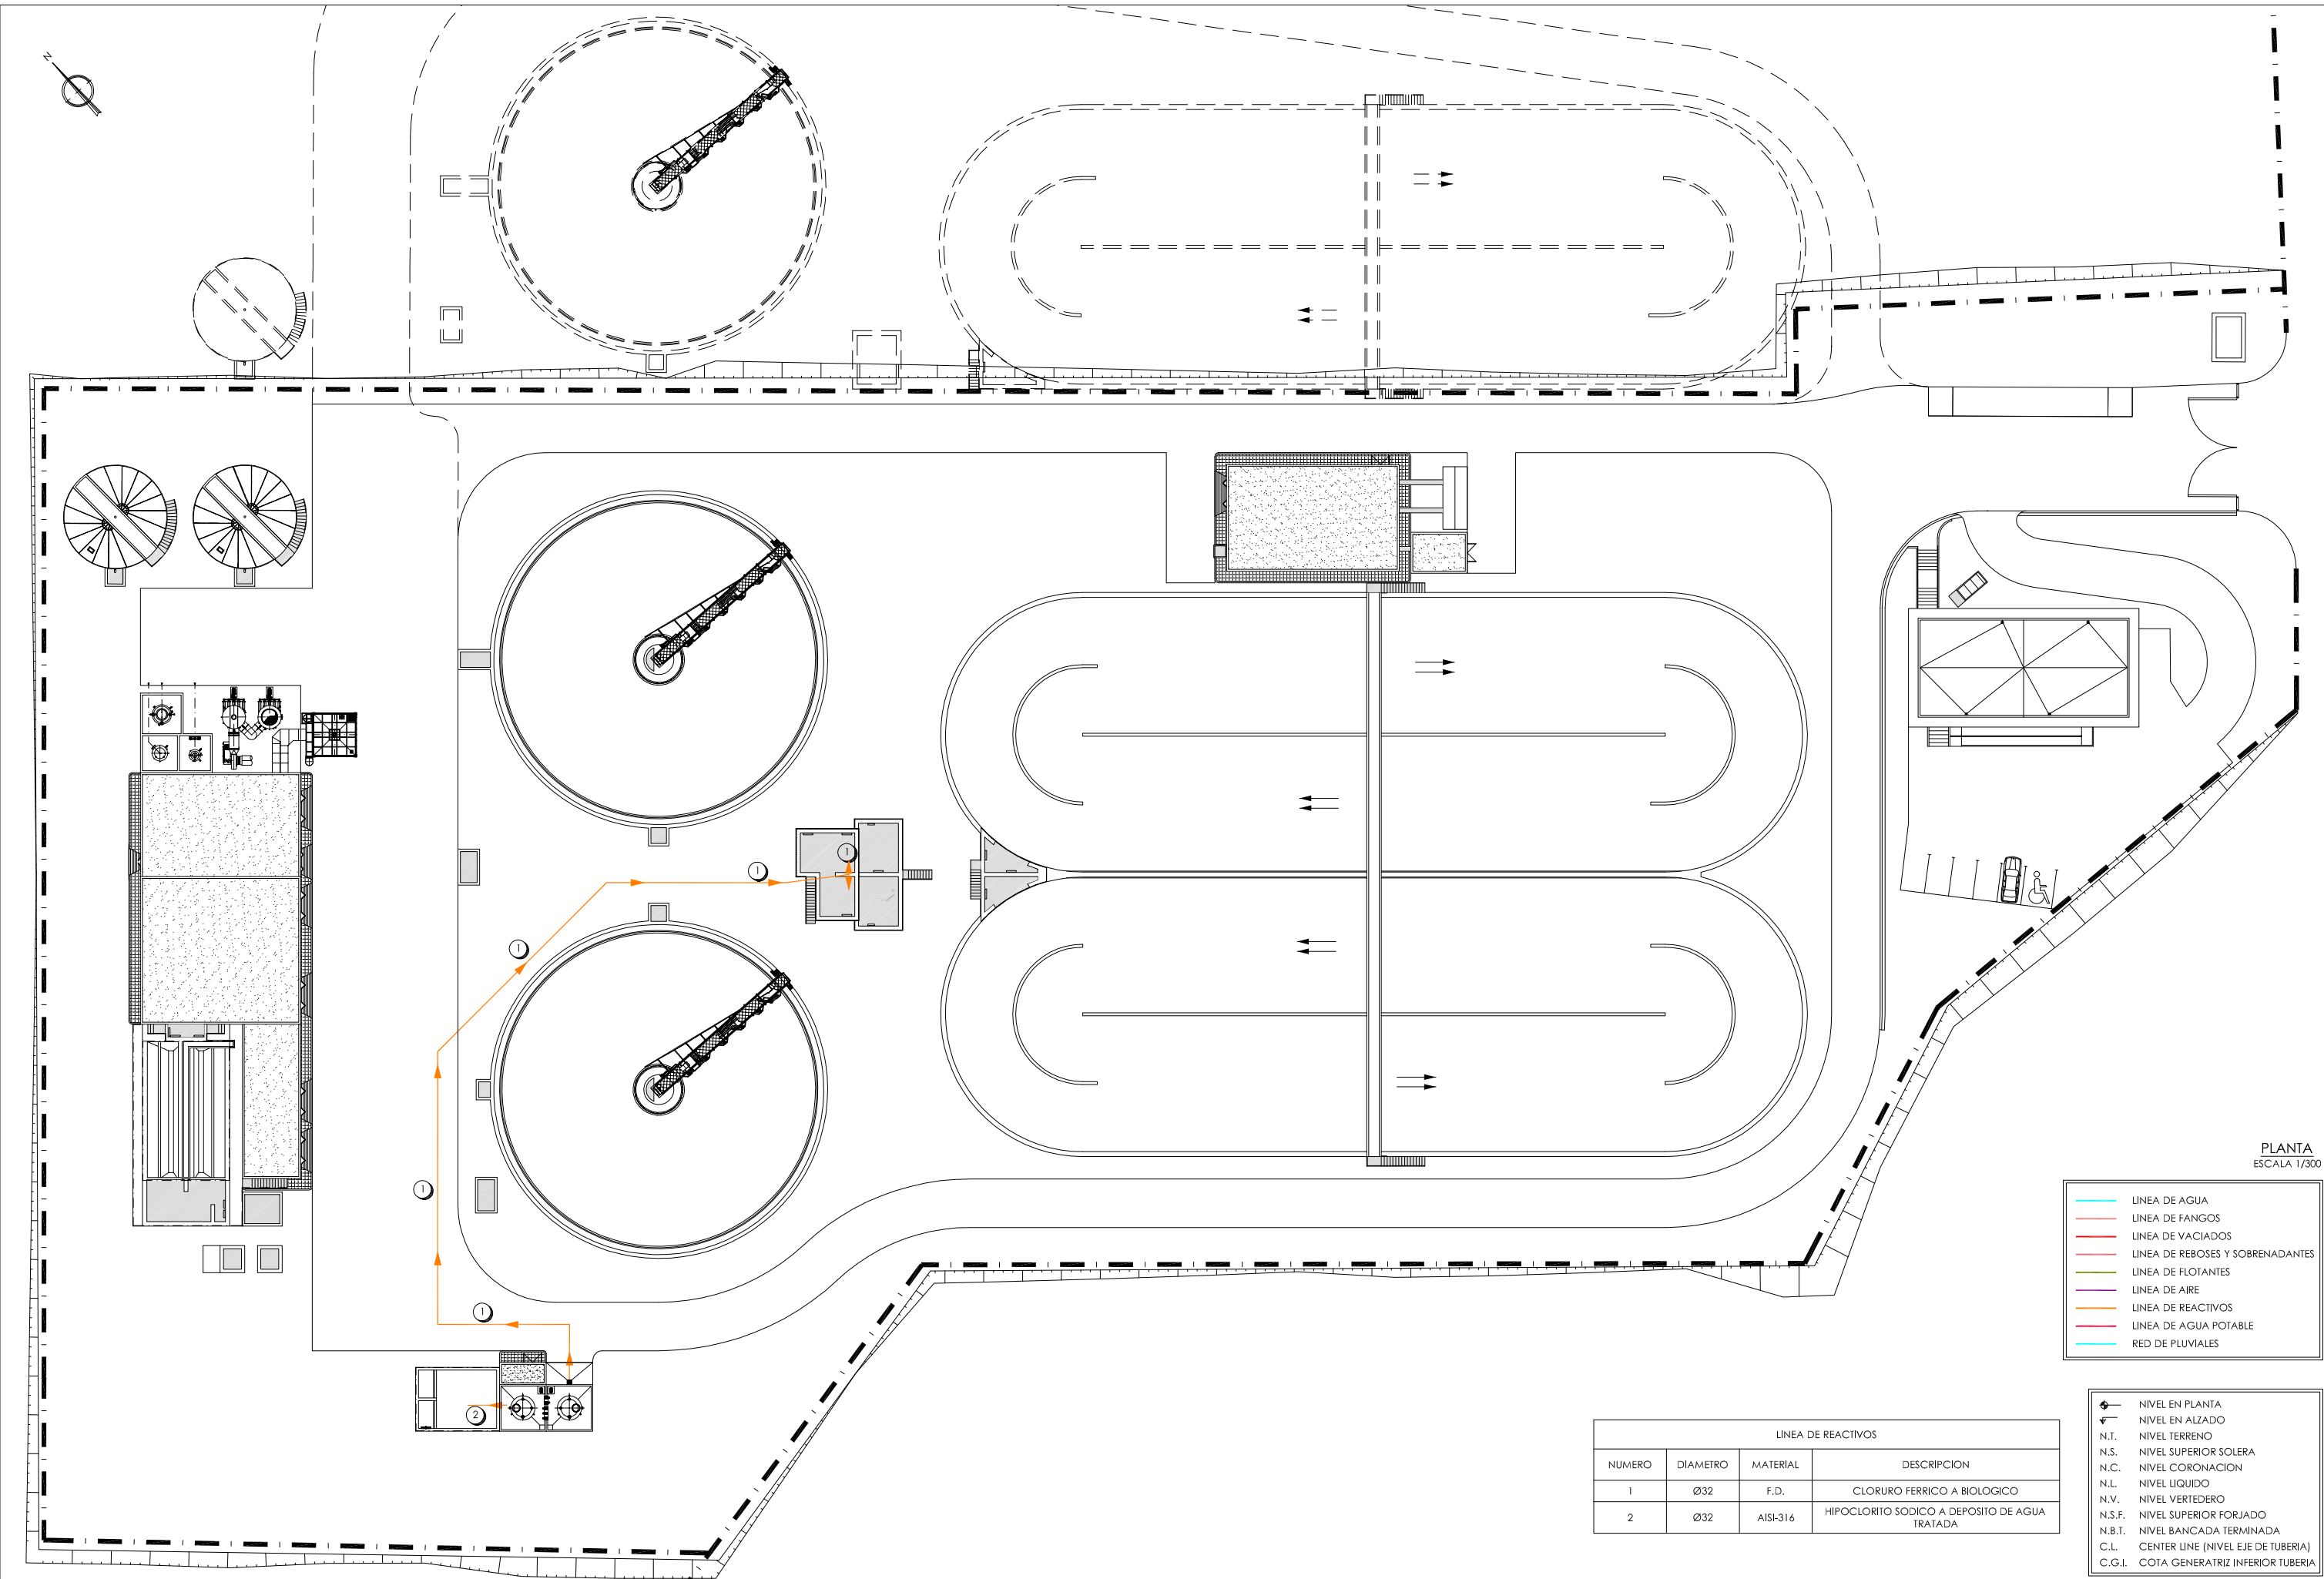 N
1
1
1
1
1
2
PLANTA
ESCALA 1/300
LINEA DE AGUA
LINEA DE FANGOS
LINEA DE VACIADOS
LINEA DE REBOSES Y SOBRENADANTES
LINEA DE FLOTANTES
LINEA DE AIRE
LINEA DE REACTIVOS
LINEA DE AGUA POTABLE
RED DE PLUVIALES
NIVEL EN PLANTA
NIVEL EN ALZADO
N.T. NIVEL TERRENO
N.S. NIVEL SUPERIOR SOLERA
N.C. NIVEL CORONACION
N.L. NIVEL LIQUIDO
N.V. NIVEL VERTEDERO
N.S.F. NIVEL SUPERIOR FORJADO
N.B.T. NIVEL BANCADA TERMINADA
C.L. CENTER LINE (NIVEL EJE DE TUBERIA)
C.G.I. COTA GENERATRIZ INFERIOR TUBERIA
LINEA DE REACTIVOS
NUMERO DIAMETRO MATERIAL DESCRIPCION
1 Ø32 F.D. CLORURO FERRICO A BIOLOGICO
2 Ø32 AISI-316 HIPOCLORITO SODICO A DEPOSITO DE AGUA
TRATADA